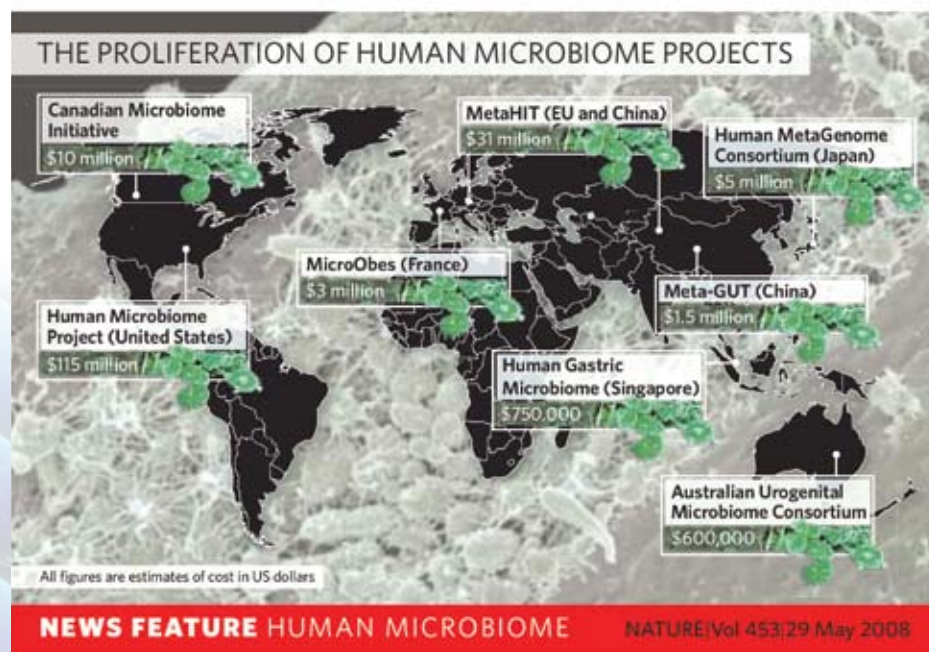 THE PROLIFERATION OF HUMAN MICROBIOME PROJECTS
Canadian Microbiome
Initiative
$10 million
MetaHIT (EU and China)
$31 million
Human MetaGenome
Consortium (Japan)
$5 million
MicroObes (France)
$3 million
Meta-GUT (China)
$1.5 million
Human Microbiome
Project (United States)
$115 million
Human Gastric
Microbiome (Singapore)
$750,000
Australian Urogenital
Microbiome Consortium
$600,000
All figures are estimates of cost in US dollars
NEWS FEATURE HUMAN MICROBIOME
NATURE|Vol 453|29 May 2008